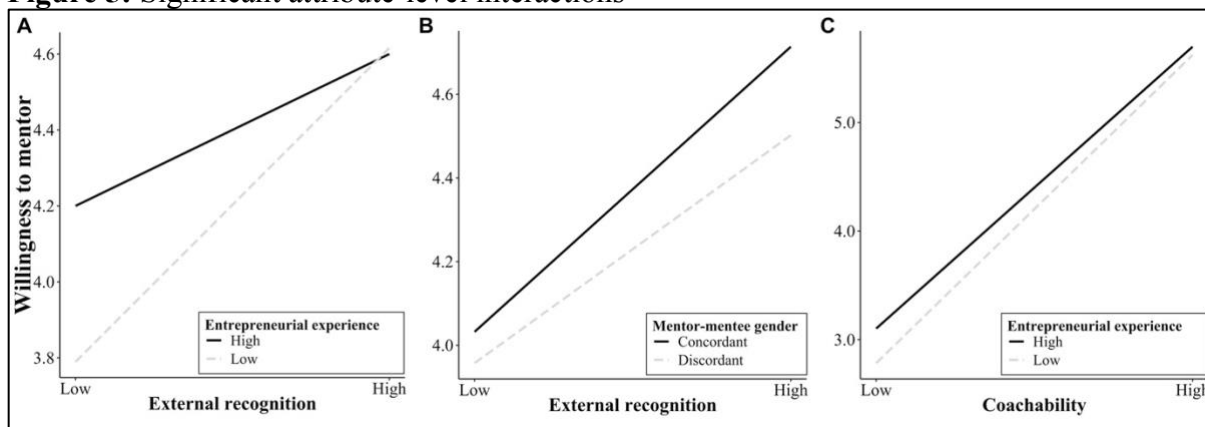 Figure 3: Significant attribute-level interactions
A
Willingness to mentor
4.6
4.4
4.2
4.0
3.8
Entrepreneurial experience
High
Low
Low
High
External recognition
B
4.6
4.4
4.2
4.0
Mentor-mentee gender
Concordant
Discordant
Low
High
External recognition
C
5.0
4.0
3.0
Entrepreneurial experience
High
Low
Low
High
Coachability